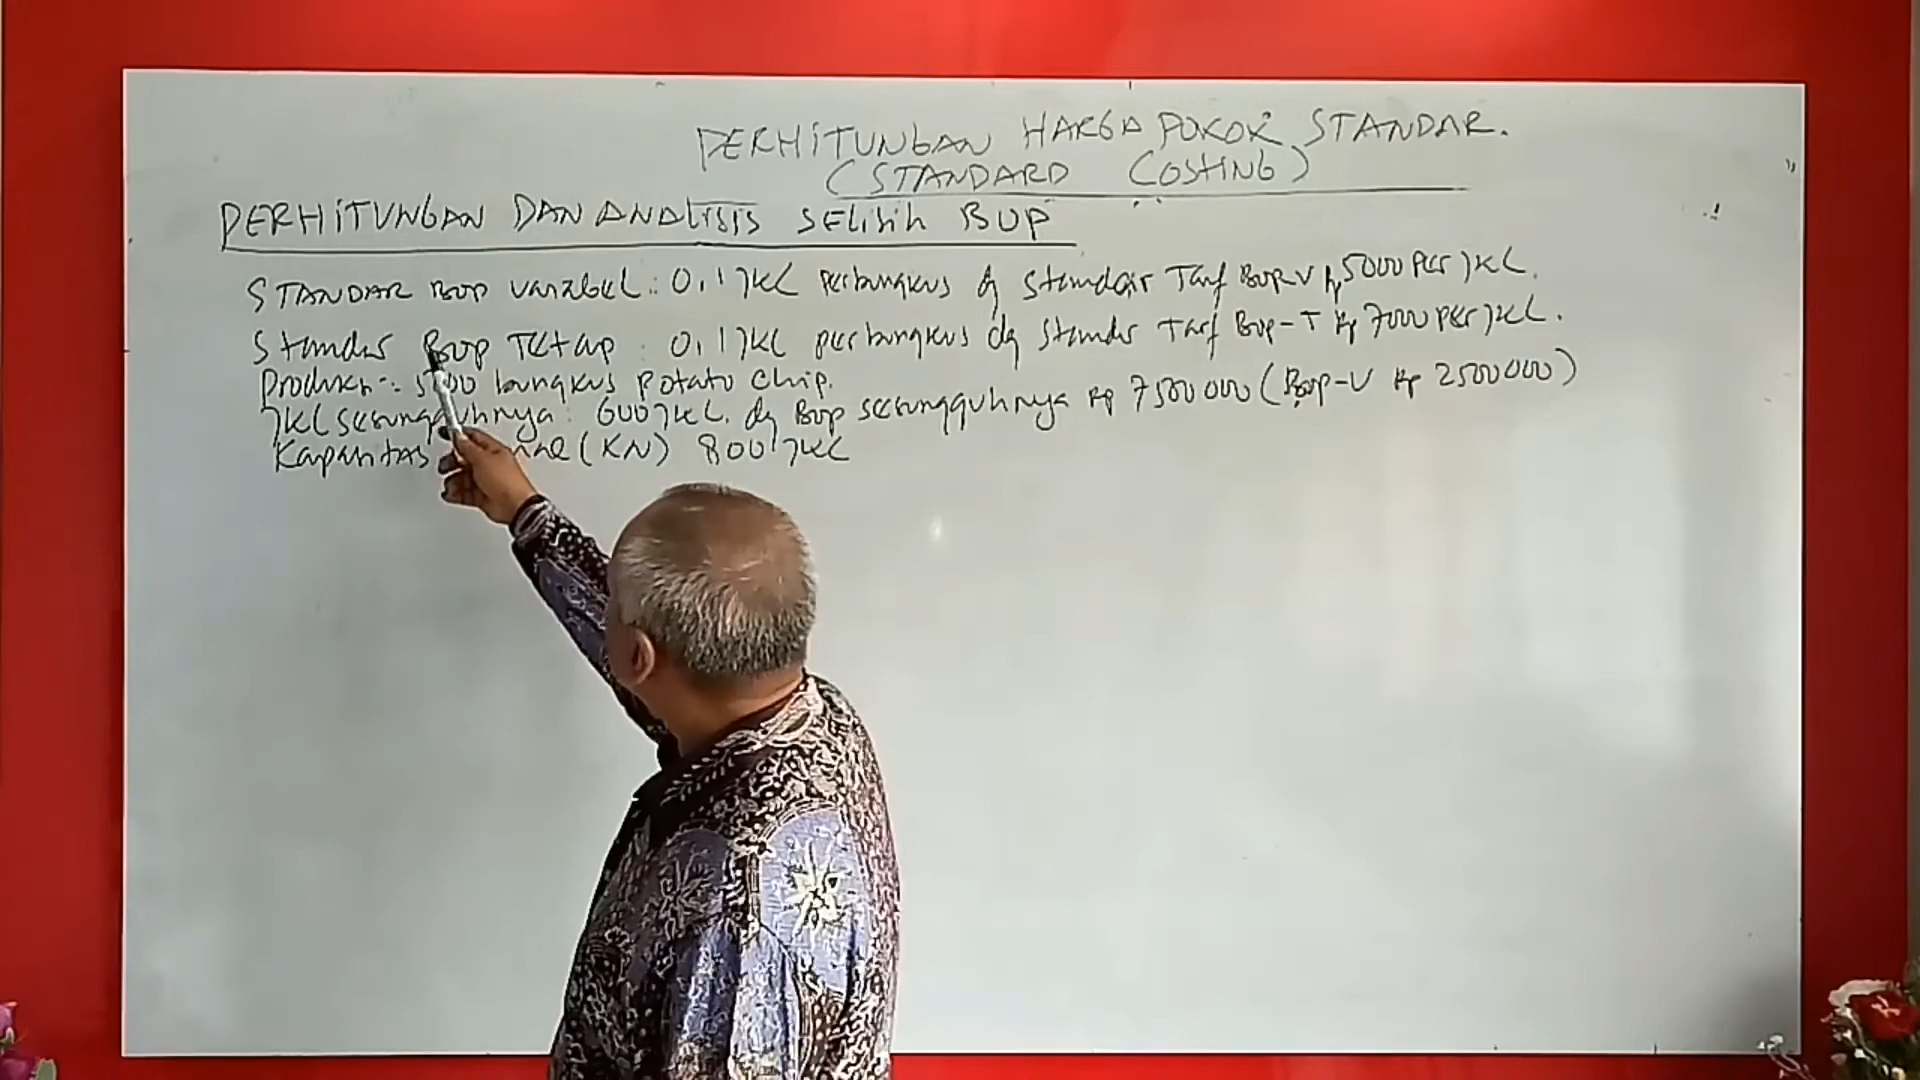 PERHITUNGAN HARGA POKOK STANDAR.
(STANDARD COSTING)
PERHITUNGAN DAN ANALISIS SELISIH BOP
STANDAR BOP variabel : 0,1 JKL perbungkus dg standar Tarif BOP-V Rp 5000 per JKL.
Standar BOP Tetap : 0,1 JKL perbungkus dg standar Tarif BOP-T Rp 7000 per JKL.
Produksi : bungkus potato chip.
JKL sesungguhnya : 600 JKL. dg BOP sesungguhnya Rp 7500000 (BOP-V Rp 2500000)
Kapasitas (KN) 800 JKL